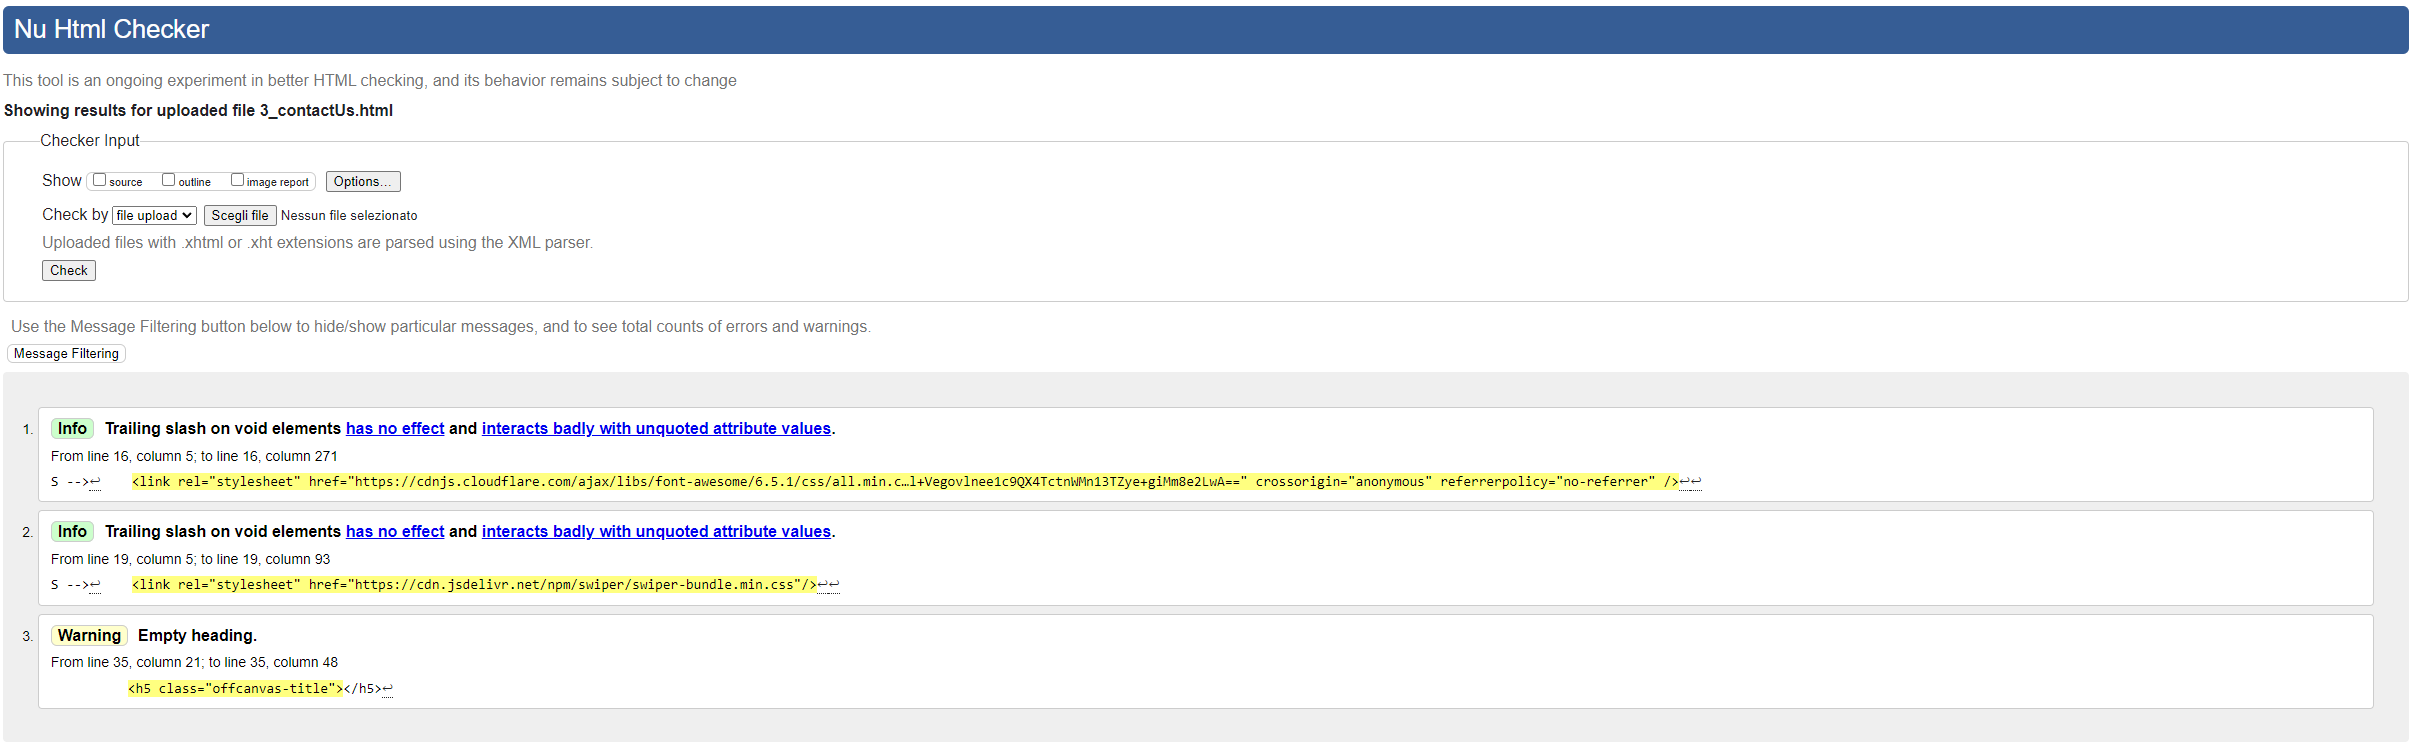 Nu Html Checker
This tool is an ongoing experiment in better HTML checking, and its behavior remains subject to change
Showing results for uploaded file 3_contactUs.html
Checker Input
Show source outline image report Options...
Check by file upload Scegli file Nessun file selezionato
Uploaded files with .xhtml or .xht extensions are parsed using the XML parser.
Check
Use the Message Filtering button below to hide/show particular messages, and to see total counts of errors and warnings.
Message Filtering
1. Info Trailing slash on void elements has no effect and interacts badly with unquoted attribute values.
From line 16, column 5; to line 16, column 271
S -->↩ <link rel="stylesheet" href="https://cdnjs.cloudflare.com/ajax/libs/font-awesome/6.5.1/css/all.min.c…l+Vegovlnee1c9QX4TctnWMn13TZye+giMm8e2LwA==" crossorigin="anonymous" referrerpolicy="no-referrer" />↩↩
2. Info Trailing slash on void elements has no effect and interacts badly with unquoted attribute values.
From line 19, column 5; to line 19, column 93
S -->↩ <link rel="stylesheet" href="https://cdn.jsdelivr.net/npm/swiper/swiper-bundle.min.css"/>↩↩
3. Warning Empty heading.
From line 35, column 21; to line 35, column 48
<h5 class="offcanvas-title"></h5>↩